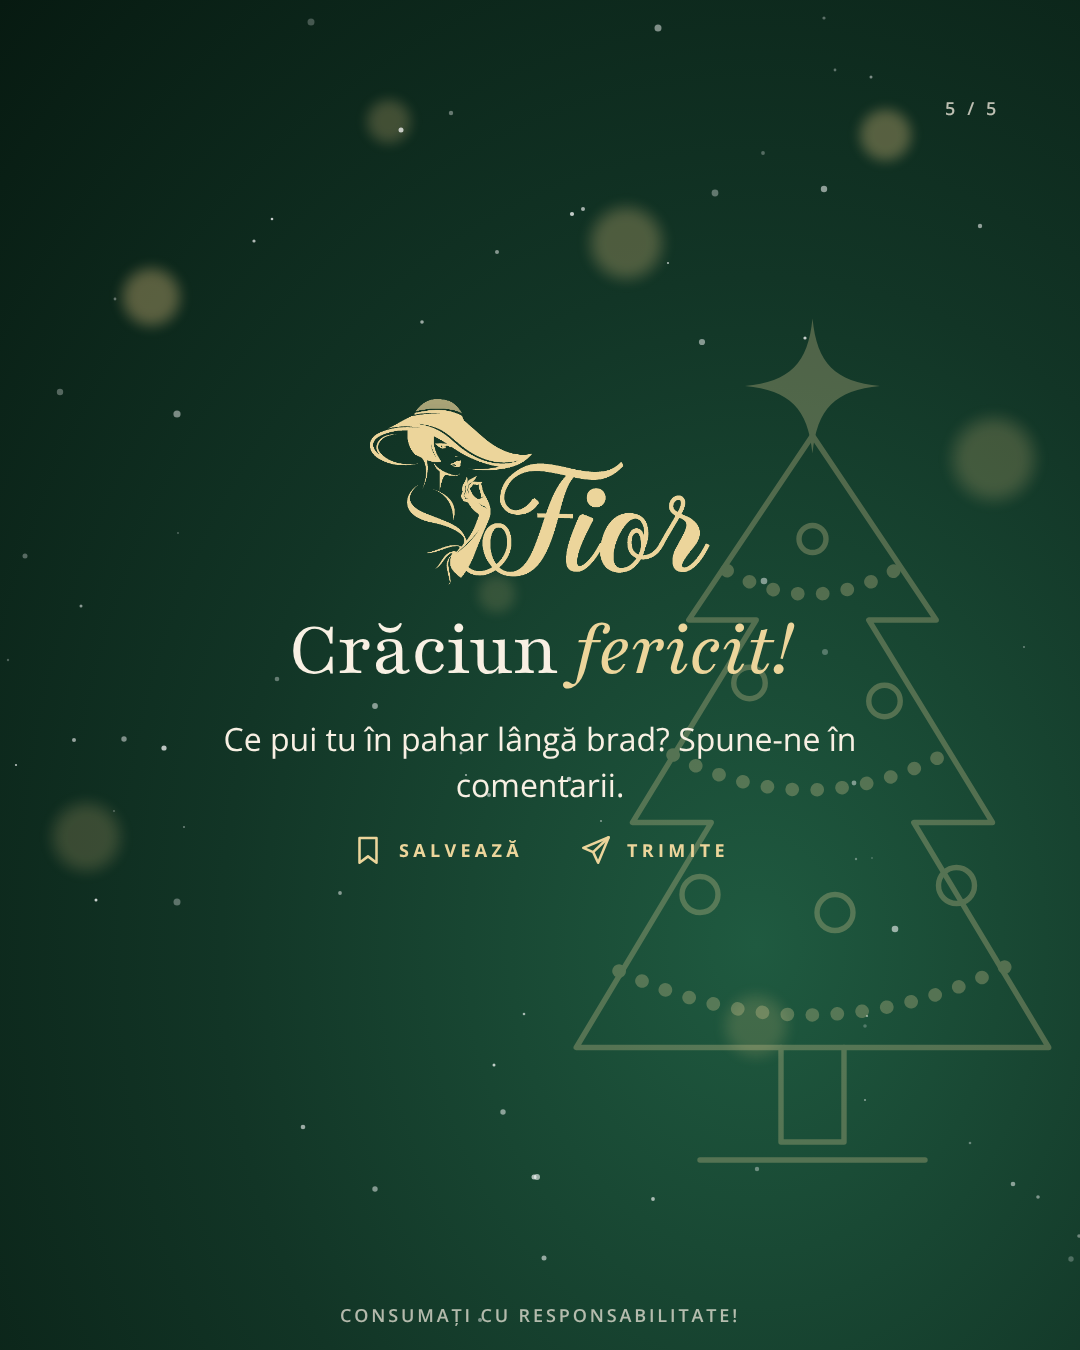 5 / 5
Fior
Crăciun fericit!
Ce pui tu în pahar lângă brad? Spune-ne în
comentarii.
SALVEAZĂ TRIMITE
CONSUMAȚI CU RESPONSABILITATE!